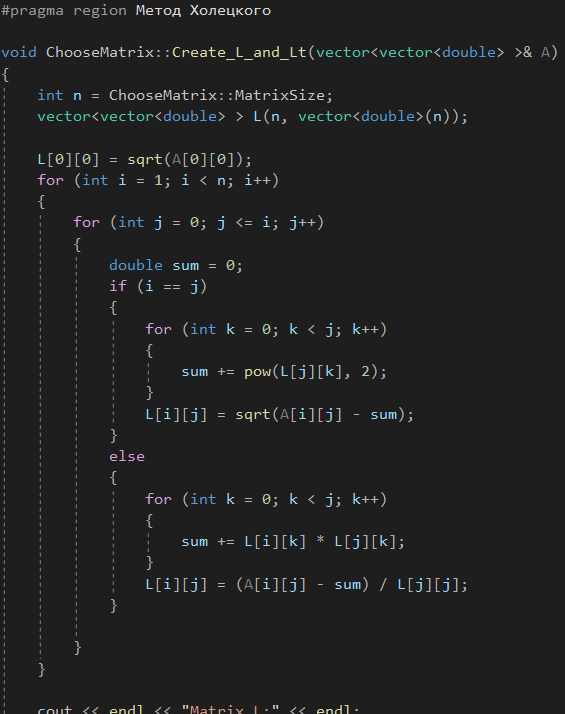 #pragma region Метод Холецкого
void ChooseMatrix::Create_L_and_Lt(vector<vector<double> >& A)
{
int n = ChooseMatrix::MatrixSize;
vector<vector<double> > L(n, vector<double>(n));
L[0][0] = sqrt(A[0][0]);
for (int i = 1; i < n; i++)
{
for (int j = 0; j <= i; j++)
{
double sum = 0;
if (i == j)
{
for (int k = 0; k < j; k++)
{
sum += pow(L[j][k], 2);
}
L[i][j] = sqrt(A[i][j] - sum);
}
else
{
for (int k = 0; k < j; k++)
{
sum += L[i][k] * L[j][k];
}
L[i][j] = (A[i][j] - sum) / L[j][j];
}
}
}
cout << endl << "Matrix L:" << endl;